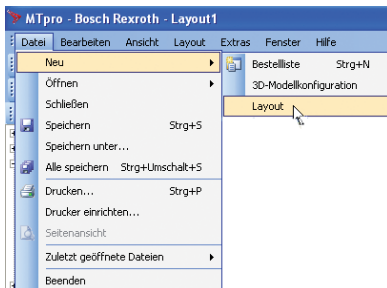 MTpro - Bosch Rexroth - Layout1
Datei Bearbeiten Ansicht Layout Extras Fenster Hilfe
Neu
Bestellliste Strg+N
3D-Modellkonfiguration
Layout
Öffnen
Schließen
Speichern Strg+S
Speichern unter...
Alle speichern Strg+Umschalt+S
Drucken... Strg+P
Drucker einrichten...
Seitenansicht
Zuletzt geöffnete Dateien
Beenden